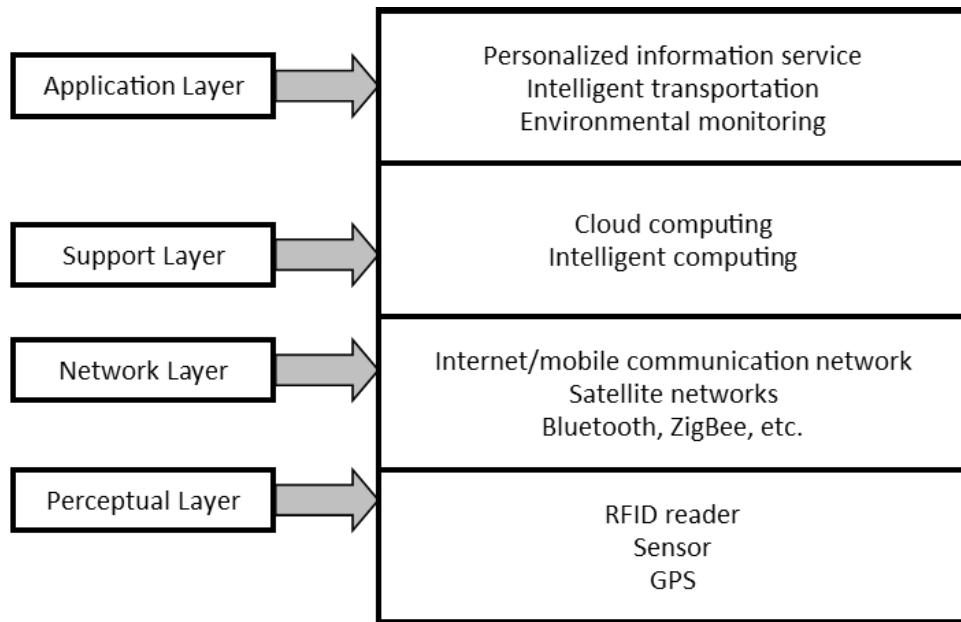 Application Layer
Personalized information service
Intelligent transportation
Environmental monitoring
Support Layer
Cloud computing
Intelligent computing
Network Layer
Internet/mobile communication network
Satellite networks
Bluetooth, ZigBee, etc.
Perceptual Layer
RFID reader
Sensor
GPS